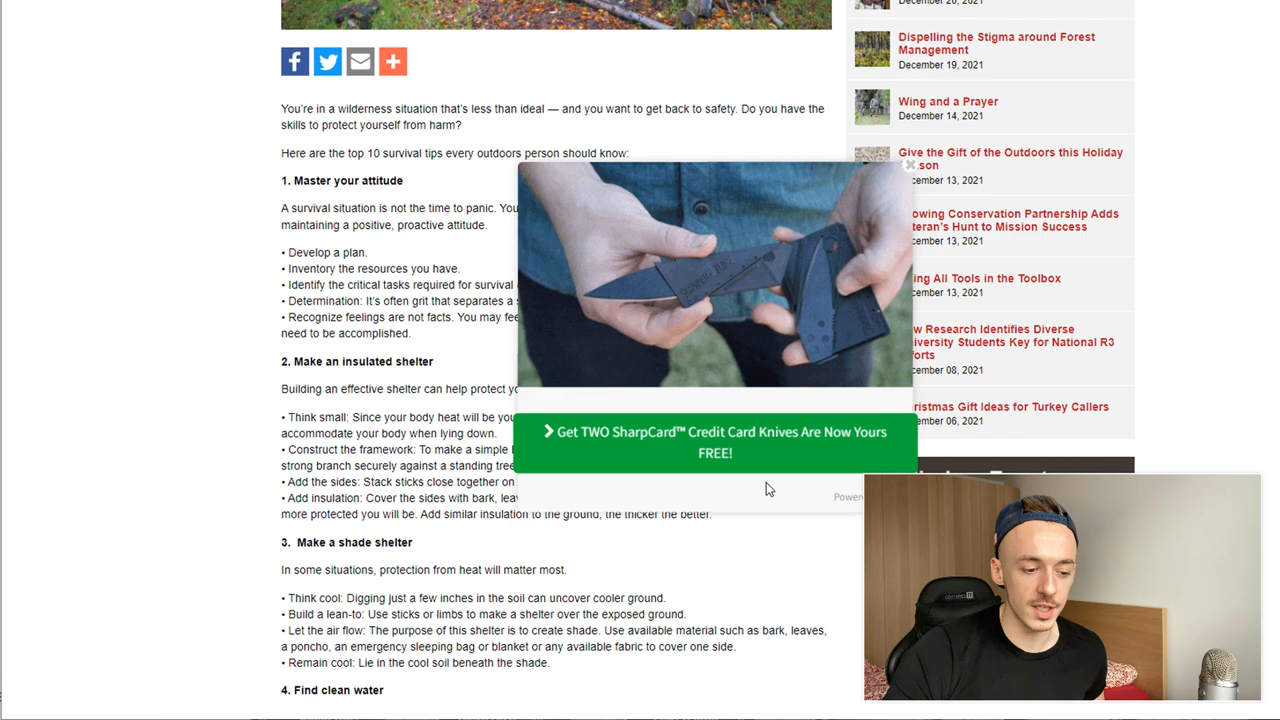 You're in a wilderness situation that's less than ideal — and you want to get back to safety. Do you have the
skills to protect yourself from harm?
Here are the top 10 survival tips every outdoors person should know:
1. Master your attitude
A survival situation is not the time to panic. You
maintaining a positive, proactive attitude.
• Develop a plan.
• Inventory the resources you have.
• Identify the critical tasks required for survival
• Determination: It's often grit that separates a
• Recognize feelings are not facts. You may fee
need to be accomplished.
2. Make an insulated shelter
Building an effective shelter can help protect yo
• Think small: Since your body heat will be you
accommodate your body when lying down.
• Construct the framework: To make a simple
strong branch securely against a standing tree
• Add the sides: Stack sticks close together on
• Add insulation: Cover the sides with bark, leav
more protected you will be. Add similar insulation to the ground, the thicker the better.
3. Make a shade shelter
In some situations, protection from heat will matter most.
• Think cool: Digging just a few inches in the soil can uncover cooler ground.
• Build a lean-to: Use sticks or limbs to make a shelter over the exposed ground.
• Let the air flow: The purpose of this shelter is to create shade. Use available material such as bark, leaves,
a poncho, an emergency sleeping bag or blanket or any available fabric to cover one side.
• Remain cool: Lie in the cool soil beneath the shade.
4. Find clean water
Get TWO SharpCard™ Credit Card Knives Are Now Yours
FREE!
Powere
December 20, 2021
Dispelling the Stigma around Forest
Management
December 19, 2021
Wing and a Prayer
December 14, 2021
Give the Gift of the Outdoors this Holiday
son
cember 13, 2021
owing Conservation Partnership Adds
teran's Hunt to Mission Success
cember 13, 2021
ing All Tools in the Toolbox
cember 13, 2021
w Research Identifies Diverse
iversity Students Key for National R3
forts
cember 08, 2021
ristmas Gift Ideas for Turkey Callers
cember 06, 2021